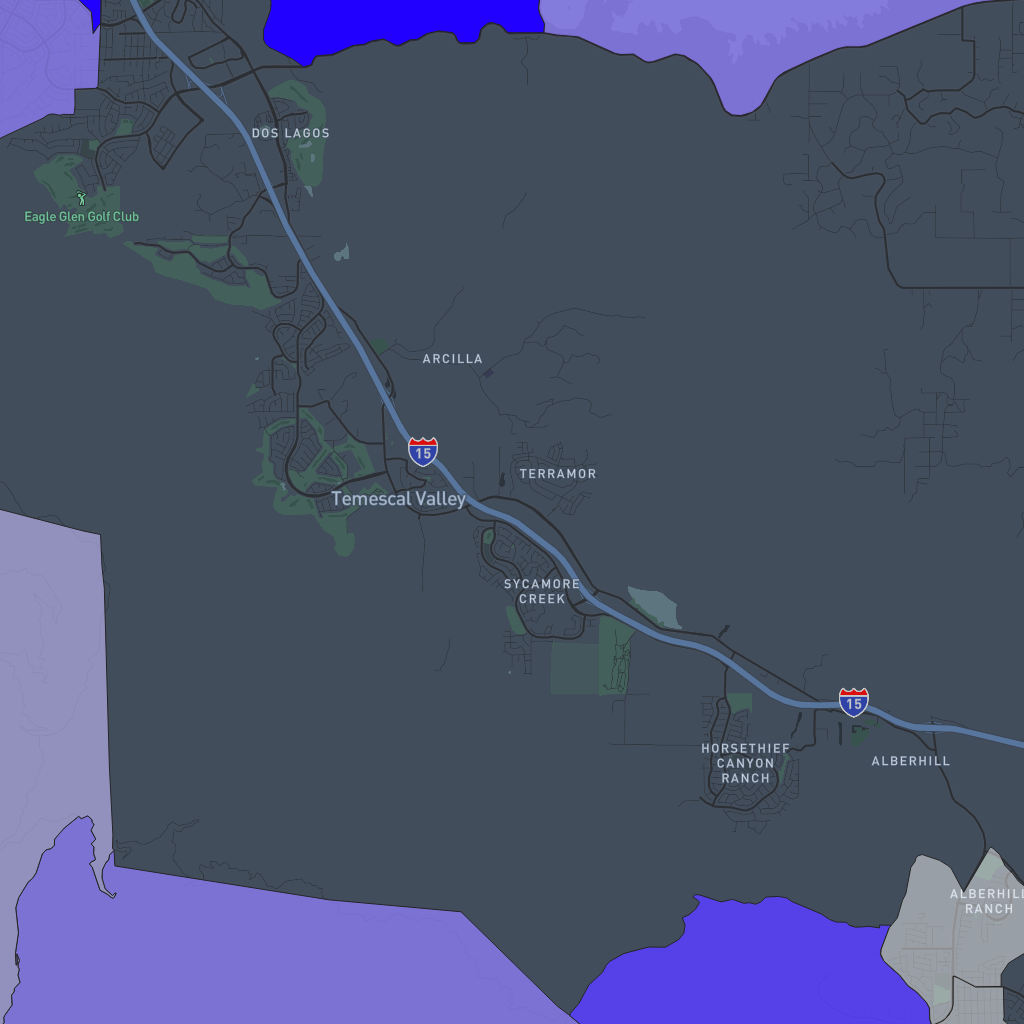 DOS LAGOS
Eagle Glen Golf Club
ARCILLA
15
TERRAMOR
Temescal Valley
SYCAMORE
CREEK
15
HORSETHIEF
CANYON
RANCH
ALBERHILL
ALBERHILL
RANCH